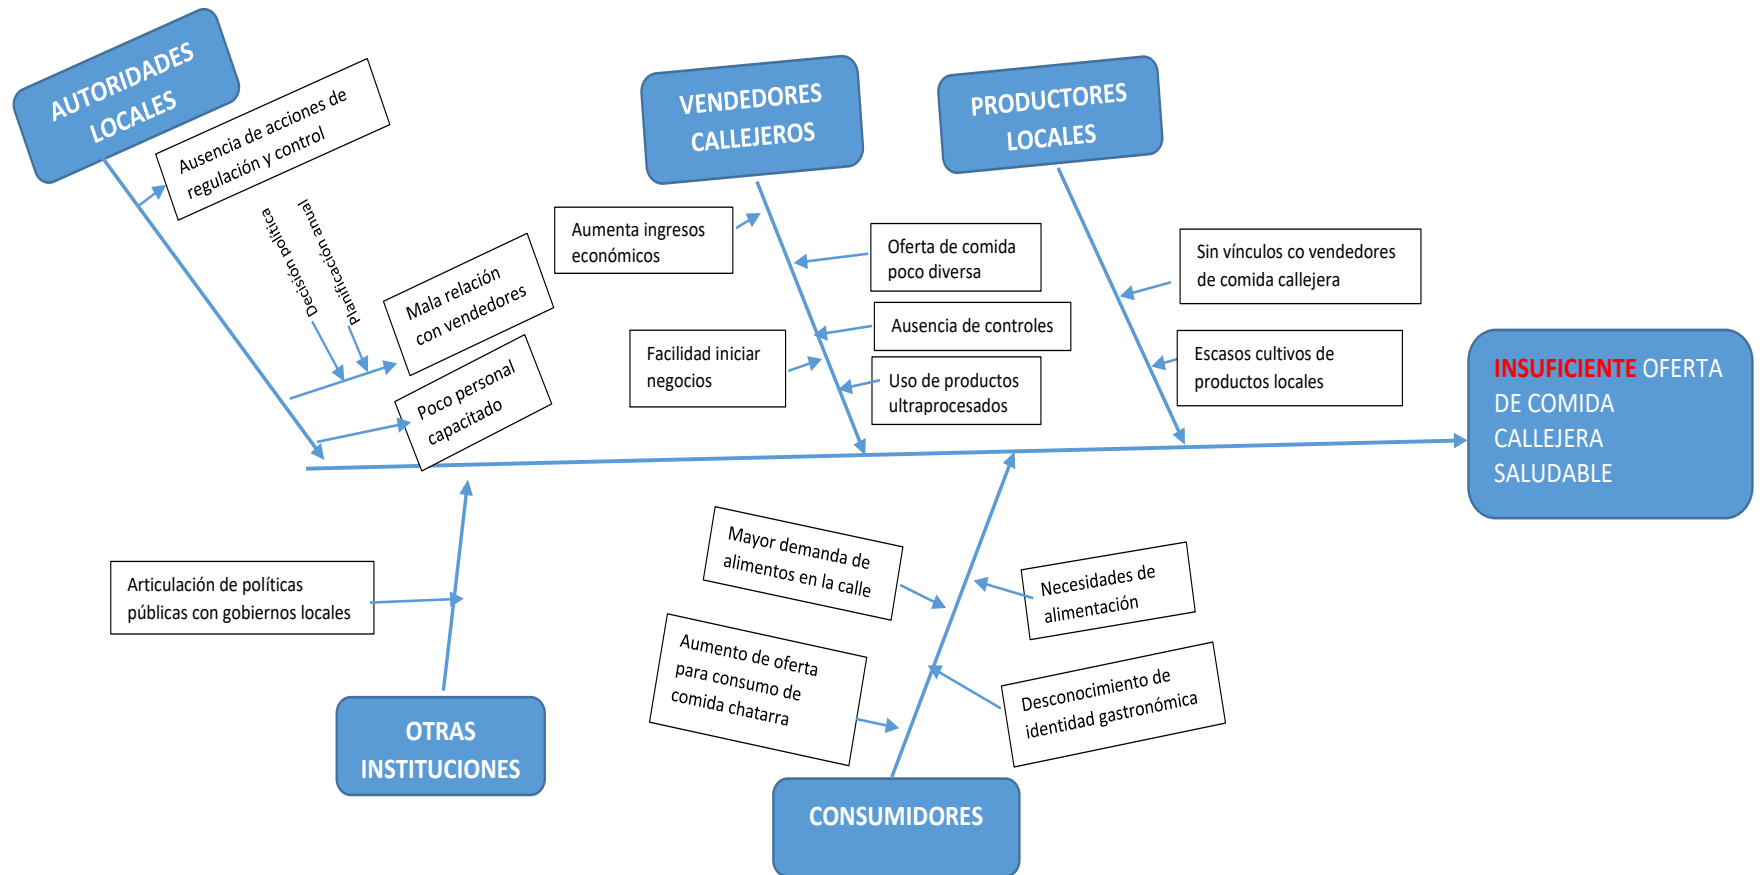 AUTORIDADES
LOCALES
Ausencia de acciones de
regulación y control
Decisión política
Planificación anual
Mala relación
con vendedores
Poco personal
capacitado
VENDEDORES
CALLEJEROS
Aumenta ingresos
económicos
Oferta de comida
poco diversa
Ausencia de controles
Facilidad iniciar
negocios
Uso de productos
ultraprocesados
PRODUCTORES
LOCALES
Sin vínculos co vendedores
de comida callejera
Escasos cultivos de
productos locales
INSUFICIENTE OFERTA
DE COMIDA
CALLEJERA
SALUDABLE
Articulación de políticas
públicas con gobiernos locales
OTRAS
INSTITUCIONES
Mayor demanda de
alimentos en la calle
Necesidades de
alimentación
Aumento de oferta
para consumo de
comida chatarra
Desconocimiento de
identidad gastronómica
CONSUMIDORES